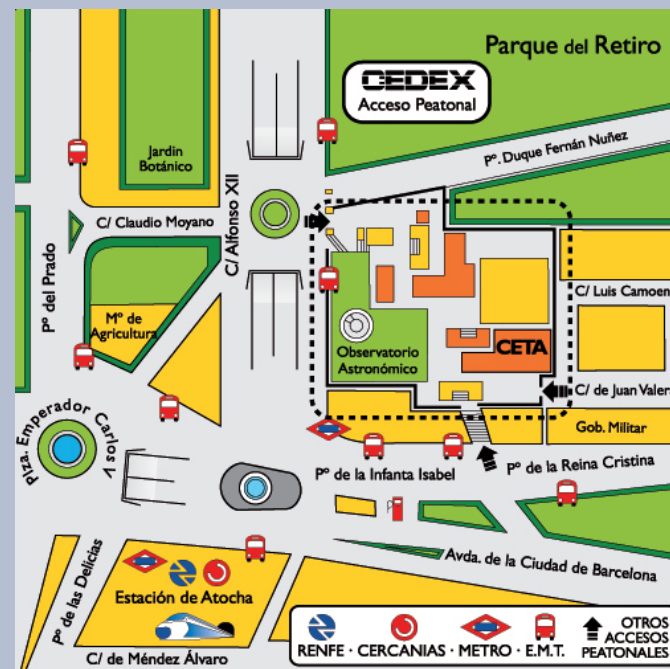 Parque del Retiro
CEDEX
Acceso Peatonal
Pº. Duque Fernán Nuñez
Jardin
Botánico
C/ Alfonso XII
C/ Claudio Moyano
Pº del Prado
Mº de
Agricultura
Observatorio
Astronómico
CETA
C/ Luis Camoen
C/ de Juan Valer
Gob. Militar
Plza. Emperador Carlos V
Pº de la Infanta Isabel
Pº de la Reina Cristina
Avda. de la Ciudad de Barcelona
Pº de las Delicias
Estación de Atocha
C/ de Méndez Álvaro
RENFE · CERCANIAS · METRO · E.M.T.
OTROS
ACCESOS
PEATONALES